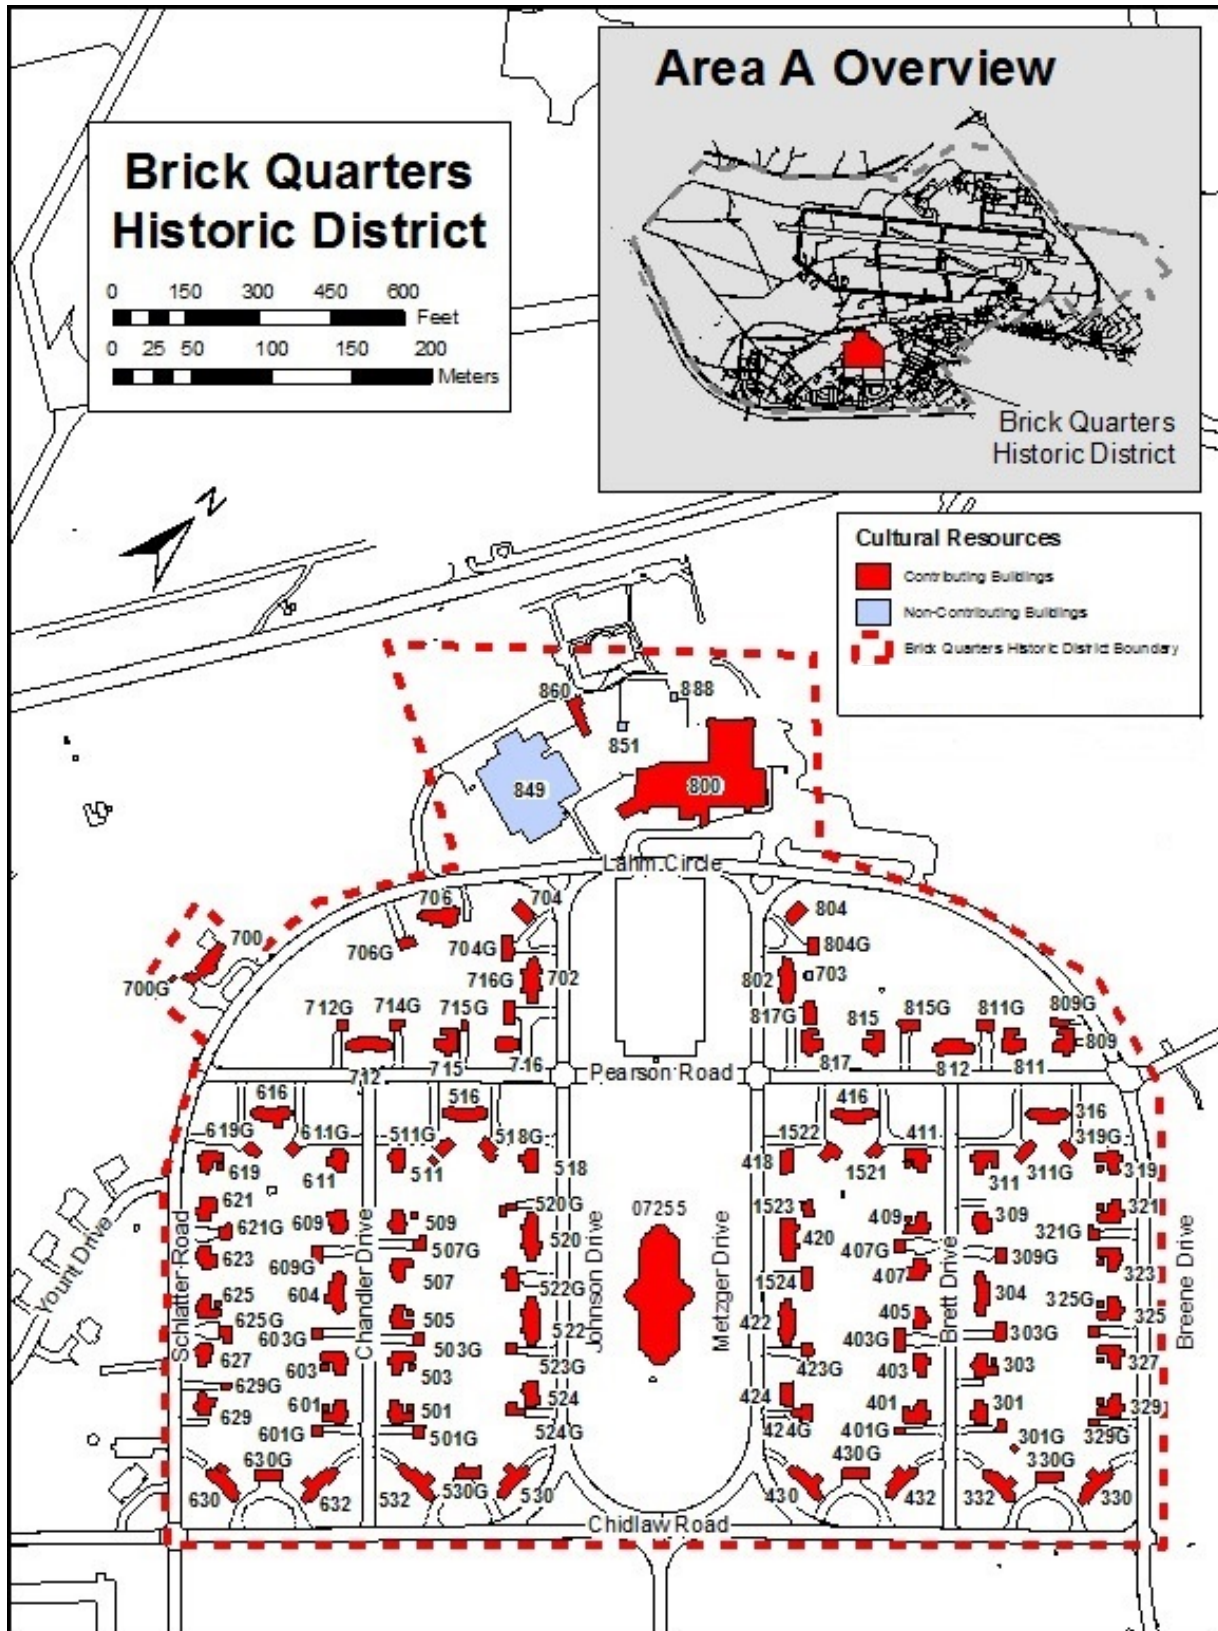 Area A Overview
Brick Quarters
Historic District
0 150 300 450 600
Feet
0 25 50 100 150 200
Meters
Brick Quarters
Historic District
N
Cultural Resources
Contributing Buildings
Non-Contributing Buildings
Brick Quarters Historic District Boundary
860
888
851
849
800
Lahm Circle
706
704
804
700
706G
704G
804G
700G
716G
702
802
703
712G
714G
715G
817G
815
815G
811G
809G
809
712
715
716
Pearson Road
817
812
811
616
516
416
316
619G
611G
511G
518G
1522
411
319G
619
611
511
518
418
1521
311
311G
319
621
520G
07255
1523
321
621G
609
509
520
420
409
309
321G
623
609G
507G
407G
309G
323
Yount Drive
Schlatter Road
Chandler Drive
Johnson Drive
Metzger Drive
Brett Drive
Breene Drive
604
507
522G
1524
407
304
325G
625
625G
505
522
422
405
325
603G
503G
403G
303G
627
603
503
523G
423G
403
303
327
629G
601
524
424
401
301
329
629
501
601G
501G
524G
424G
401G
301G
329G
630G
430G
330G
630
632
532
530G
530
430
432
332
330
Chidlaw Road